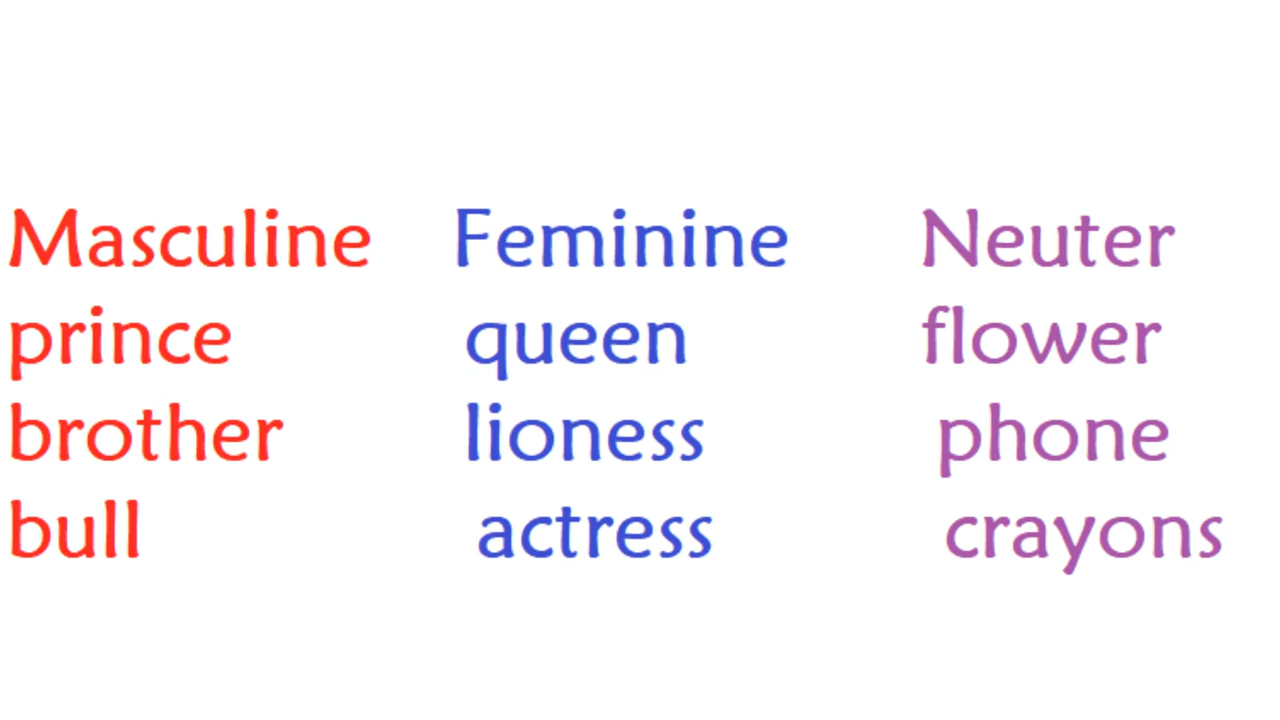 Masculine Feminine Neuter
prince queen flower
brother lioness phone
bull actress crayons